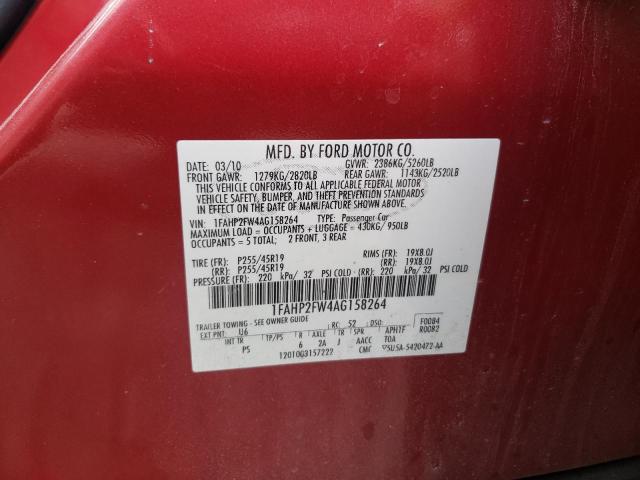 MFD. BY FORD MOTOR CO.
DATE: 03/10 GVWR: 2386KG/5260LB
FRONT GAWR: 1279KG/2820LB REAR GAWR: 1143KG/2520LB
THIS VEHICLE CONFORMS TO ALL APPLICABLE FEDERAL MOTOR
VEHICLE SAFETY, BUMPER, AND THEFT PREVENTION STANDARDS
IN EFFECT ON THE DATE OF MANUFACTURE SHOWN ABOVE.
VIN: 1FAHP2FW4AG158264 TYPE: Passenger Car
MAXIMUM LOAD = OCCUPANTS + LUGGAGE = 430KG/ 950LB
OCCUPANTS = 5 TOTAL; 2 FRONT, 3 REAR
TIRE (FR): P255/45R19 RIMS (FR): 19X8.0J
(RR): P255/45R19 (RR): 19X8.0J
PRESSURE (FR): 220 kPa/ 32 PSI COLD - (RR): 220 kPa/ 32 PSI COLD
1FAHP2FW4AG158264
TRAILER TOWING - SEE OWNER GUIDE
EXT PNT: U6 RC: 52 DSO: F0084
INT TR TP/PS R AXLE TR SPR APH1F R0082
P5 6 2A J AACC TOA
12010Q3157222 CMC 5U5A-5420472-AA